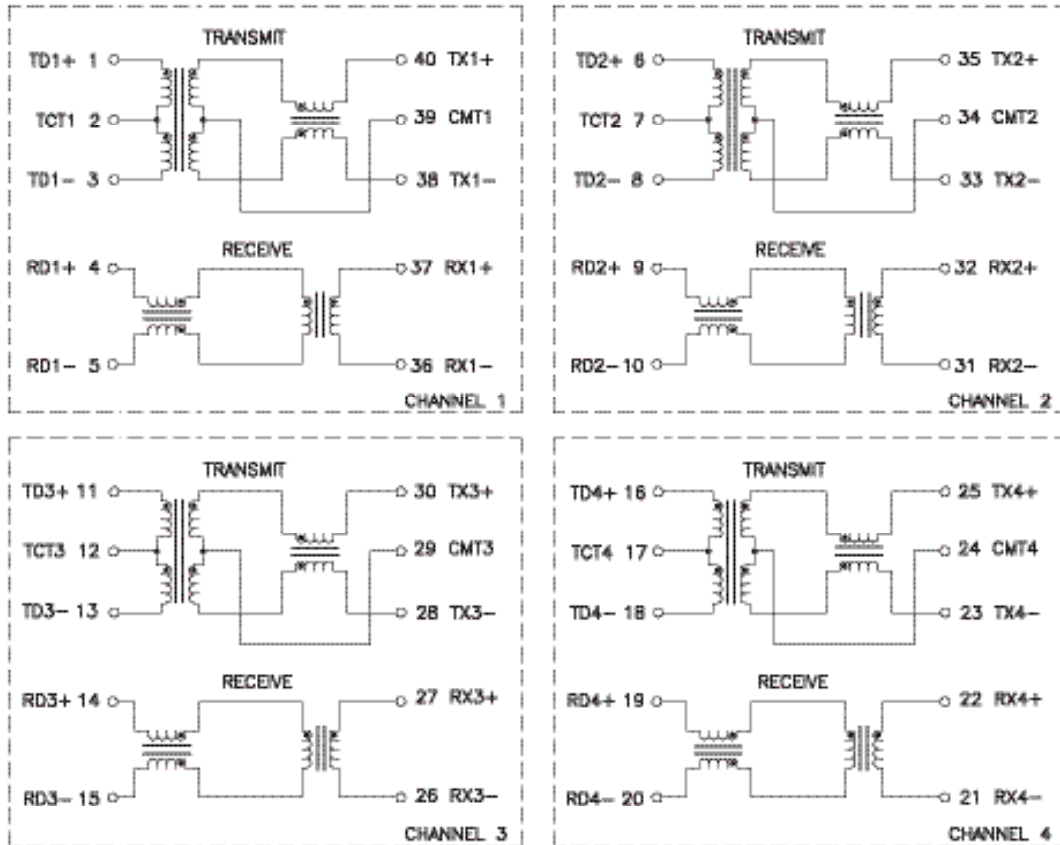 TRANSMIT
TD1+ 1
40 TX1+
TCT1 2
39 CMT1
TD1- 3
38 TX1-
RECEIVE
RD1+ 4
37 RX1+
RD1- 5
36 RX1-
CHANNEL 1
TRANSMIT
TD2+ 6
35 TX2+
TCT2 7
34 CMT2
TD2- 8
33 TX2-
RECEIVE
RD2+ 9
32 RX2+
RD2- 10
31 RX2-
CHANNEL 2
TRANSMIT
TD3+ 11
30 TX3+
TCT3 12
29 CMT3
TD3- 13
28 TX3-
RECEIVE
RD3+ 14
27 RX3+
RD3- 15
26 RX3-
CHANNEL 3
TRANSMIT
TD4+ 16
25 TX4+
TCT4 17
24 CMT4
TD4- 18
23 TX4-
RECEIVE
RD4+ 19
22 RX4+
RD4- 20
21 RX4-
CHANNEL 4